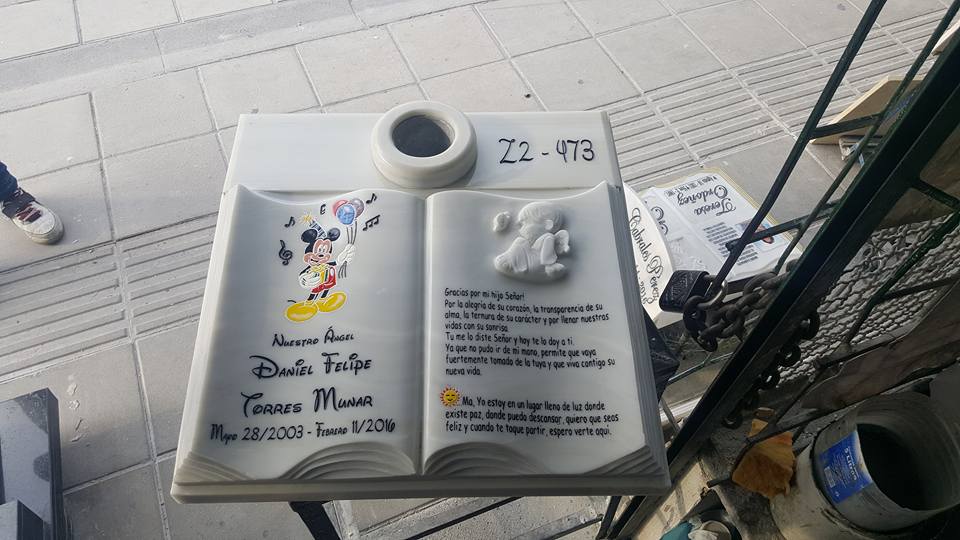 Z2 - 473
Nuestro Ángel
Daniel Felipe
Torres Munar
Mayo 28/2003 - Febrero 11/2016
Gracias por mi hijo Señor!
Por la alegría de su corazón, la transparencia de su
alma, la ternura de su carácter y por llenar nuestras
vidas con su sonrisa.
Tu me lo diste Señor y hoy te lo doy a ti.
Ya que no pudo ir de mi mano, permite que vaya
fuertemente tomada de la tuya y que viva contigo su
nueva vida.
Ma, Yo estoy en un lugar lleno de luz donde
existe paz, donde puedo descansar, quiero que seas
feliz y cuando te toque partir, espero verte aquí.
Teresa
Ordoñez